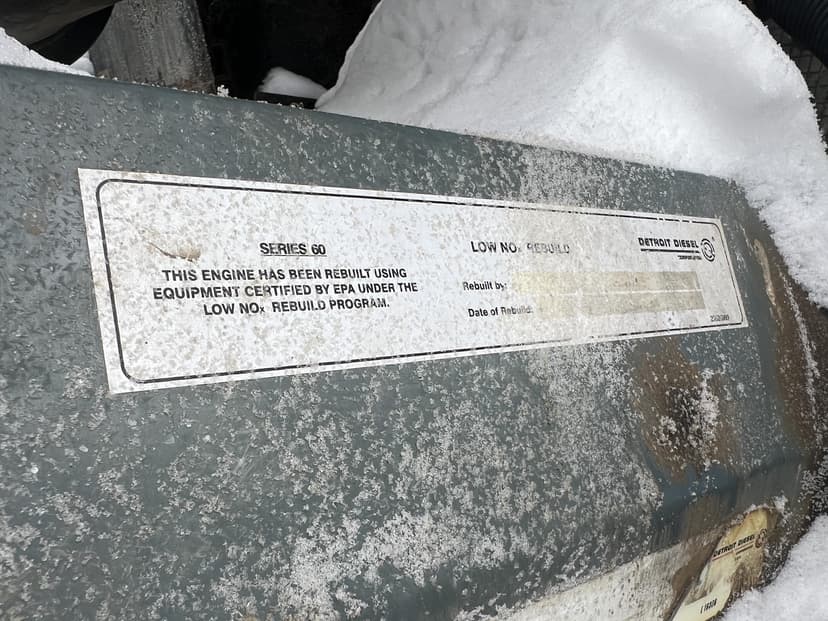 SERIES 60
THIS ENGINE HAS BEEN REBUILT USING
EQUIPMENT CERTIFIED BY EPA UNDER THE
LOW NOx REBUILD PROGRAM.
LOW NOx REBUILD
Rebuilt by:
Date of Rebuild:
DETROIT DIESEL
CORPORATION
DETROIT DIESEL